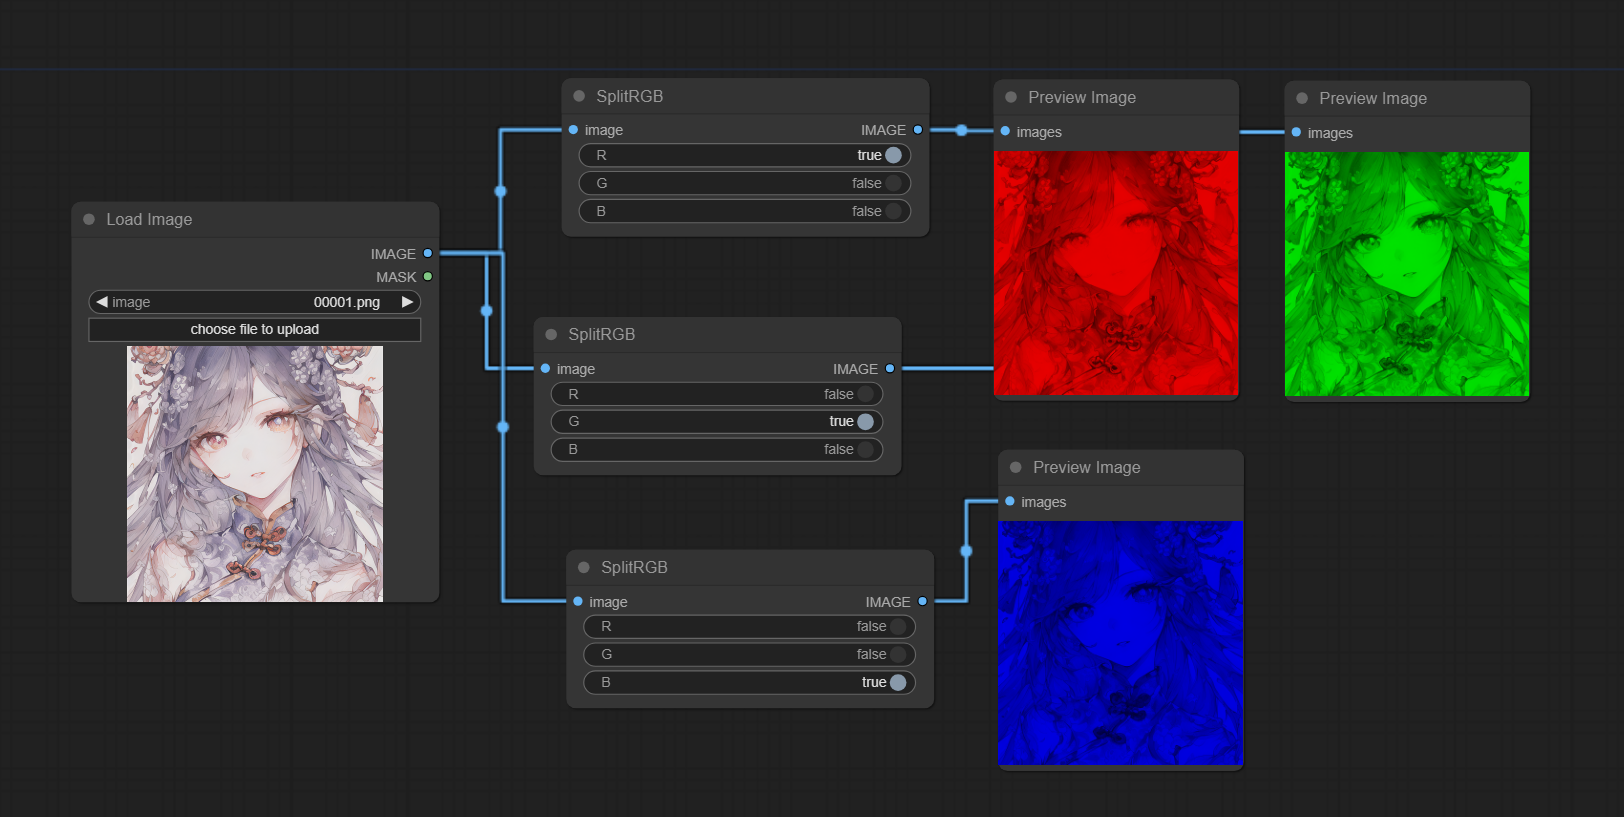 Load Image
IMAGE
MASK
image 00001.png
choose file to upload
SplitRGB
image IMAGE
R true
G false
B false
SplitRGB
image IMAGE
R false
G true
B false
SplitRGB
image IMAGE
R false
G false
B true
Preview Image
images
Preview Image
images
Preview Image
images